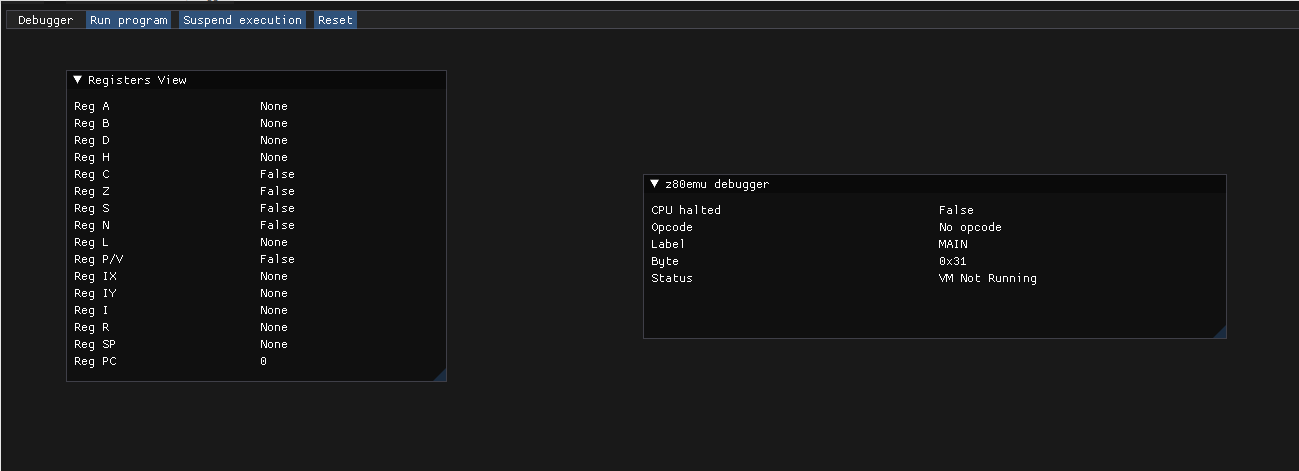 Debugger Run program Suspend execution Reset
Registers View
Reg A None
Reg B None
Reg D None
Reg H None
Reg C False
Reg Z False
Reg S False
Reg N False
Reg L None
Reg P/V False
Reg IX None
Reg IY None
Reg I None
Reg R None
Reg SP None
Reg PC 0
z80emu debugger
CPU halted False
Opcode No opcode
Label MAIN
Byte 0x31
Status VM Not Running